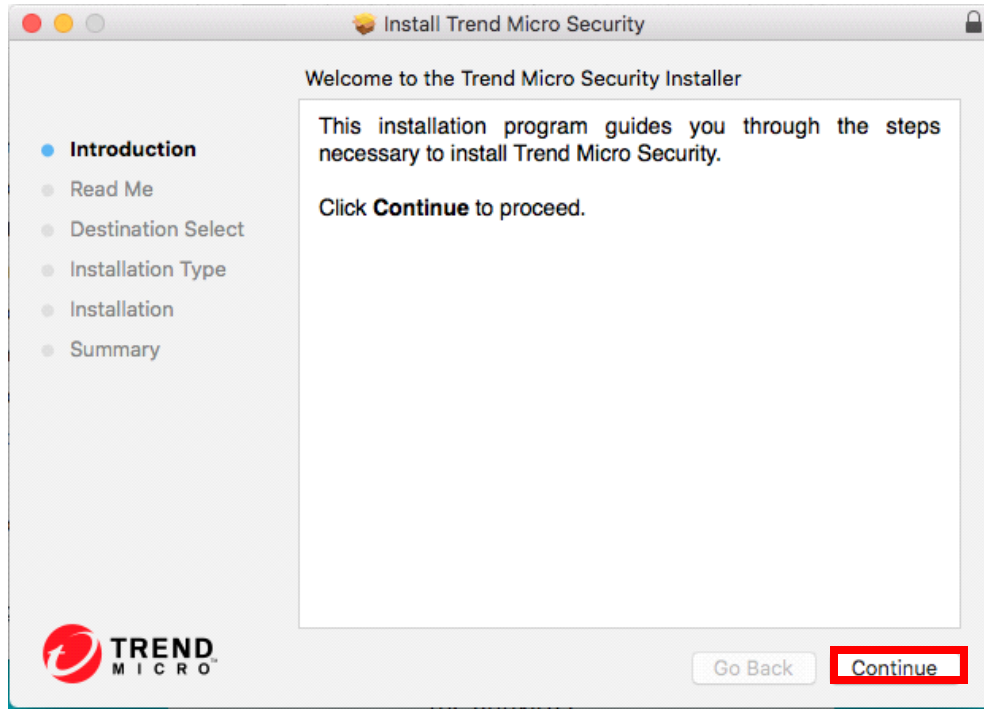 Install Trend Micro Security
Welcome to the Trend Micro Security Installer
Introduction
Read Me
Destination Select
Installation Type
Installation
Summary
This installation program guides you through the steps
necessary to install Trend Micro Security.
Click Continue to proceed.
TREND
MICRO™
Go Back
Continue